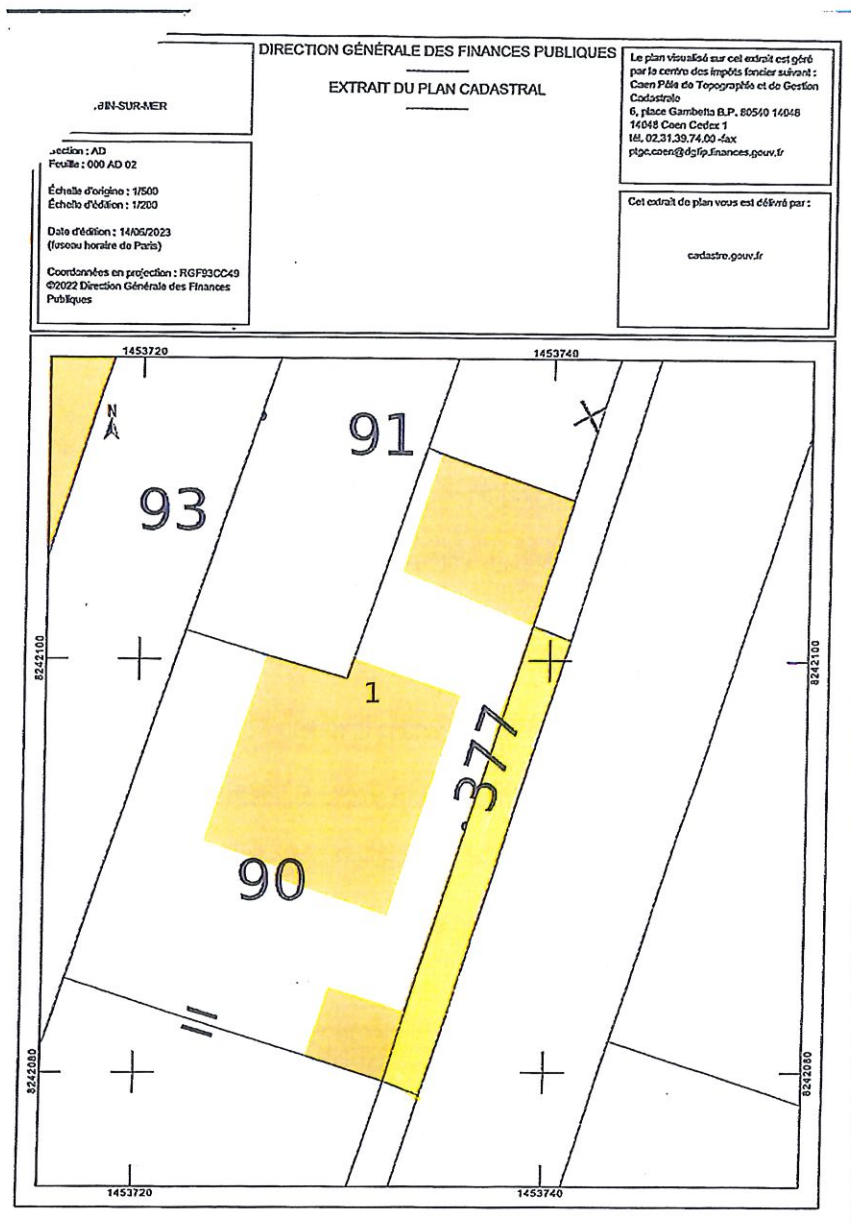 DIRECTION GÉNÉRALE DES FINANCES PUBLIQUES
EXTRAIT DU PLAN CADASTRAL
BIN-SUR-MER
Section : AD
Feuille : 000 AD 02
Échelle d'origine : 1/500
Échelle d'édition : 1/200
Date d'édition : 14/06/2023
(fuseau horaire de Paris)
Coordonnées en projection : RGF93CC49
©2022 Direction Générale des Finances
Publiques
Le plan visualisé sur cet extrait est géré
par le centre des impôts foncier suivant :
Caen Pôle de Topographie et de Gestion
Cadastrale
6, place Gambetta B.P. 80540 14048
14048 Caen Cedex 1
tél. 02.31.39.74.00 -fax
ptgc.caen@dgfip.finances.gouv.fr
Cet extrait de plan vous est délivré par :
cadastre.gouv.fr
1453720
1453740
N
91
93
8242100
8242100
1
377
90
8242080
8242080
1453720
1453740